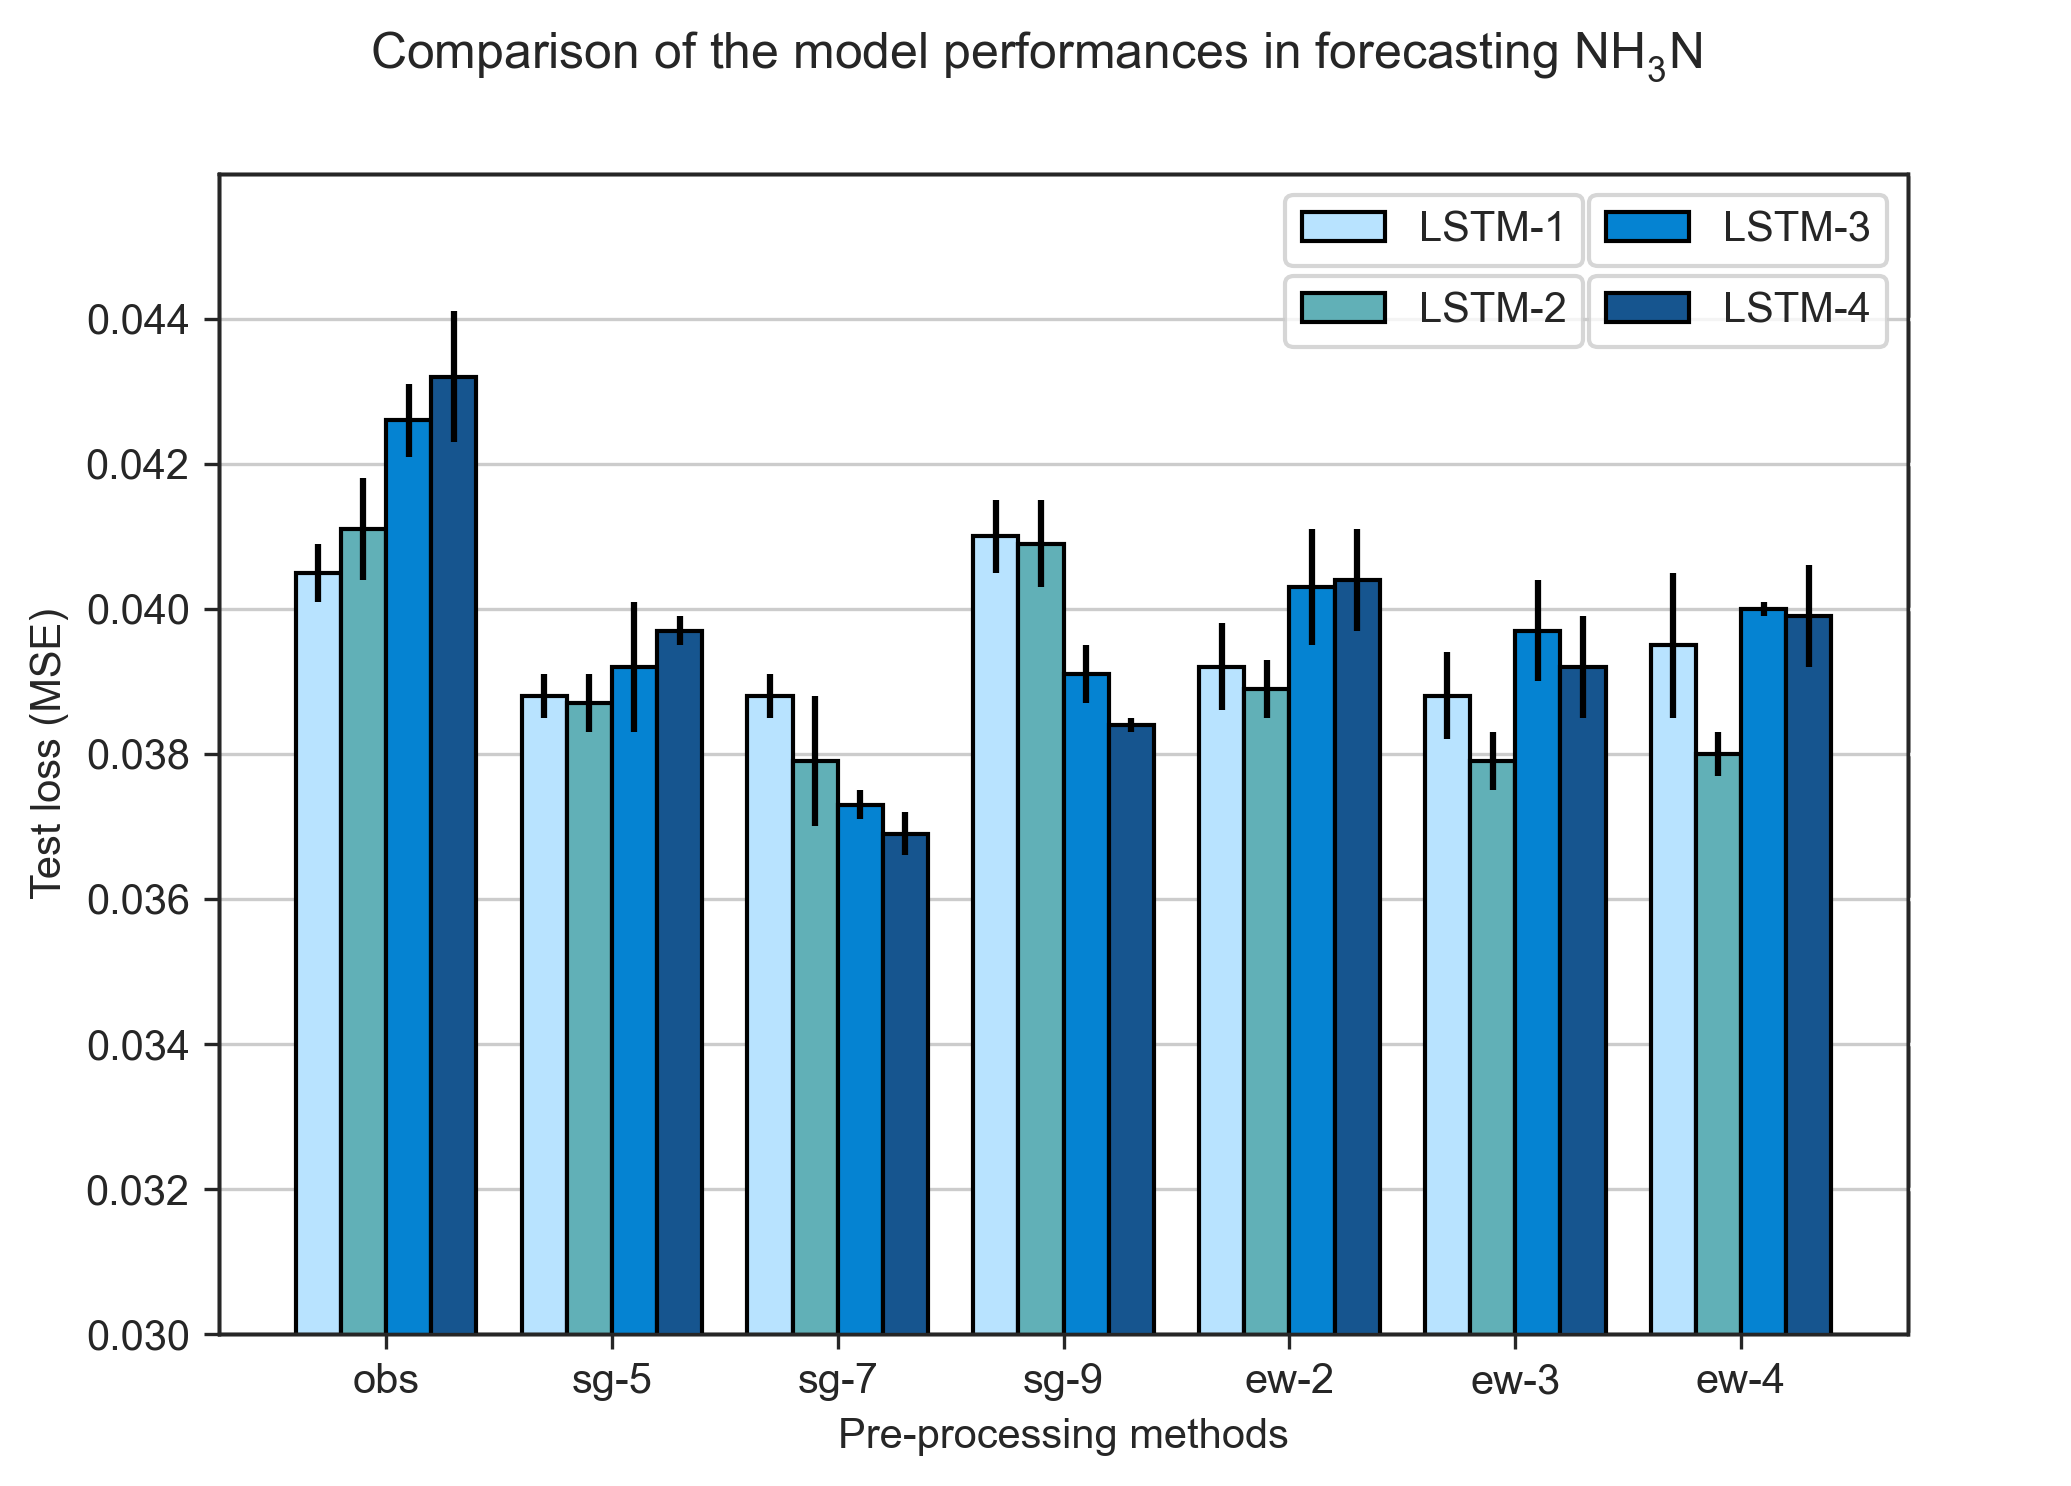 Comparison of the model performances in forecasting NH₃N
LSTM-1
LSTM-3
LSTM-2
LSTM-4
0.044
0.042
0.040
0.038
0.036
0.034
0.032
0.030
Test loss (MSE)
obs
sg-5
sg-7
sg-9
ew-2
ew-3
ew-4
Pre-processing methods